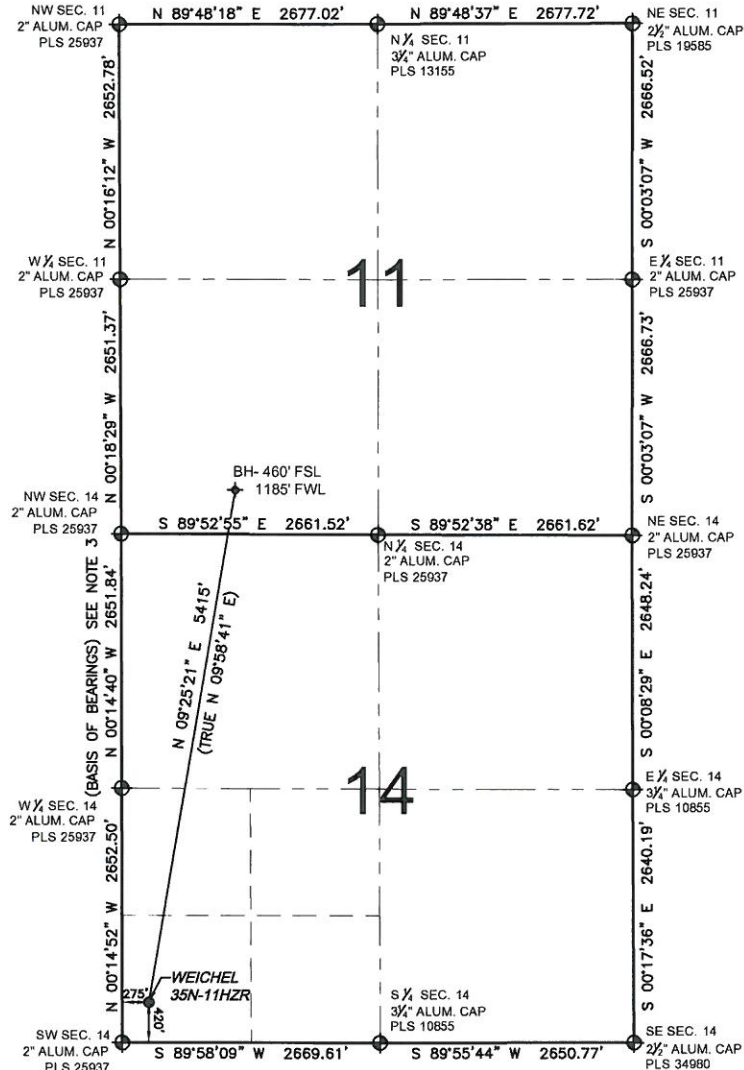 NW SEC. 11
2" ALUM. CAP
PLS 25937
N 89°48'18" E 2677.02'
N 89°48'37" E 2677.72'
NE SEC. 11
2½" ALUM. CAP
PLS 19585
N ¼ SEC. 11
3¼" ALUM. CAP
PLS 13155
N 00°16'12" W 2652.78'
S 00°03'07" W 2666.52'
W ¼ SEC. 11
2" ALUM. CAP
PLS 25937
11
E ¼ SEC. 11
2" ALUM. CAP
PLS 25937
N 00°18'29" W 2651.37'
S 00°03'07" W 2666.73'
BH- 460' FSL
1185' FWL
NW SEC. 14
2" ALUM. CAP
PLS 25937
S 89°52'55" E 2661.52'
S 89°52'38" E 2661.62'
NE SEC. 14
2" ALUM. CAP
PLS 25937
N ¼ SEC. 14
2" ALUM. CAP
PLS 25937
(BASIS OF BEARINGS) SEE NOTE 3
N 00°14'40" W 2651.84'
N 09°25'21" E 5415'
(TRUE N 09°58'41" E)
S 00°08'29" E 2648.24'
W ¼ SEC. 14
2" ALUM. CAP
PLS 25937
14
E ¼ SEC. 14
3¼" ALUM. CAP
PLS 10855
N 00°14'52" W 2652.50'
S 00°17'36" E 2640.19'
WEICHEL
35N-11HZR
275'
420'
S ¼ SEC. 14
3¼" ALUM. CAP
PLS 10855
SW SEC. 14
2" ALUM. CAP
PLS 25937
S 89°58'09" W 2669.61'
S 89°55'44" W 2650.77'
SE SEC. 14
2½" ALUM. CAP
PLS 34980